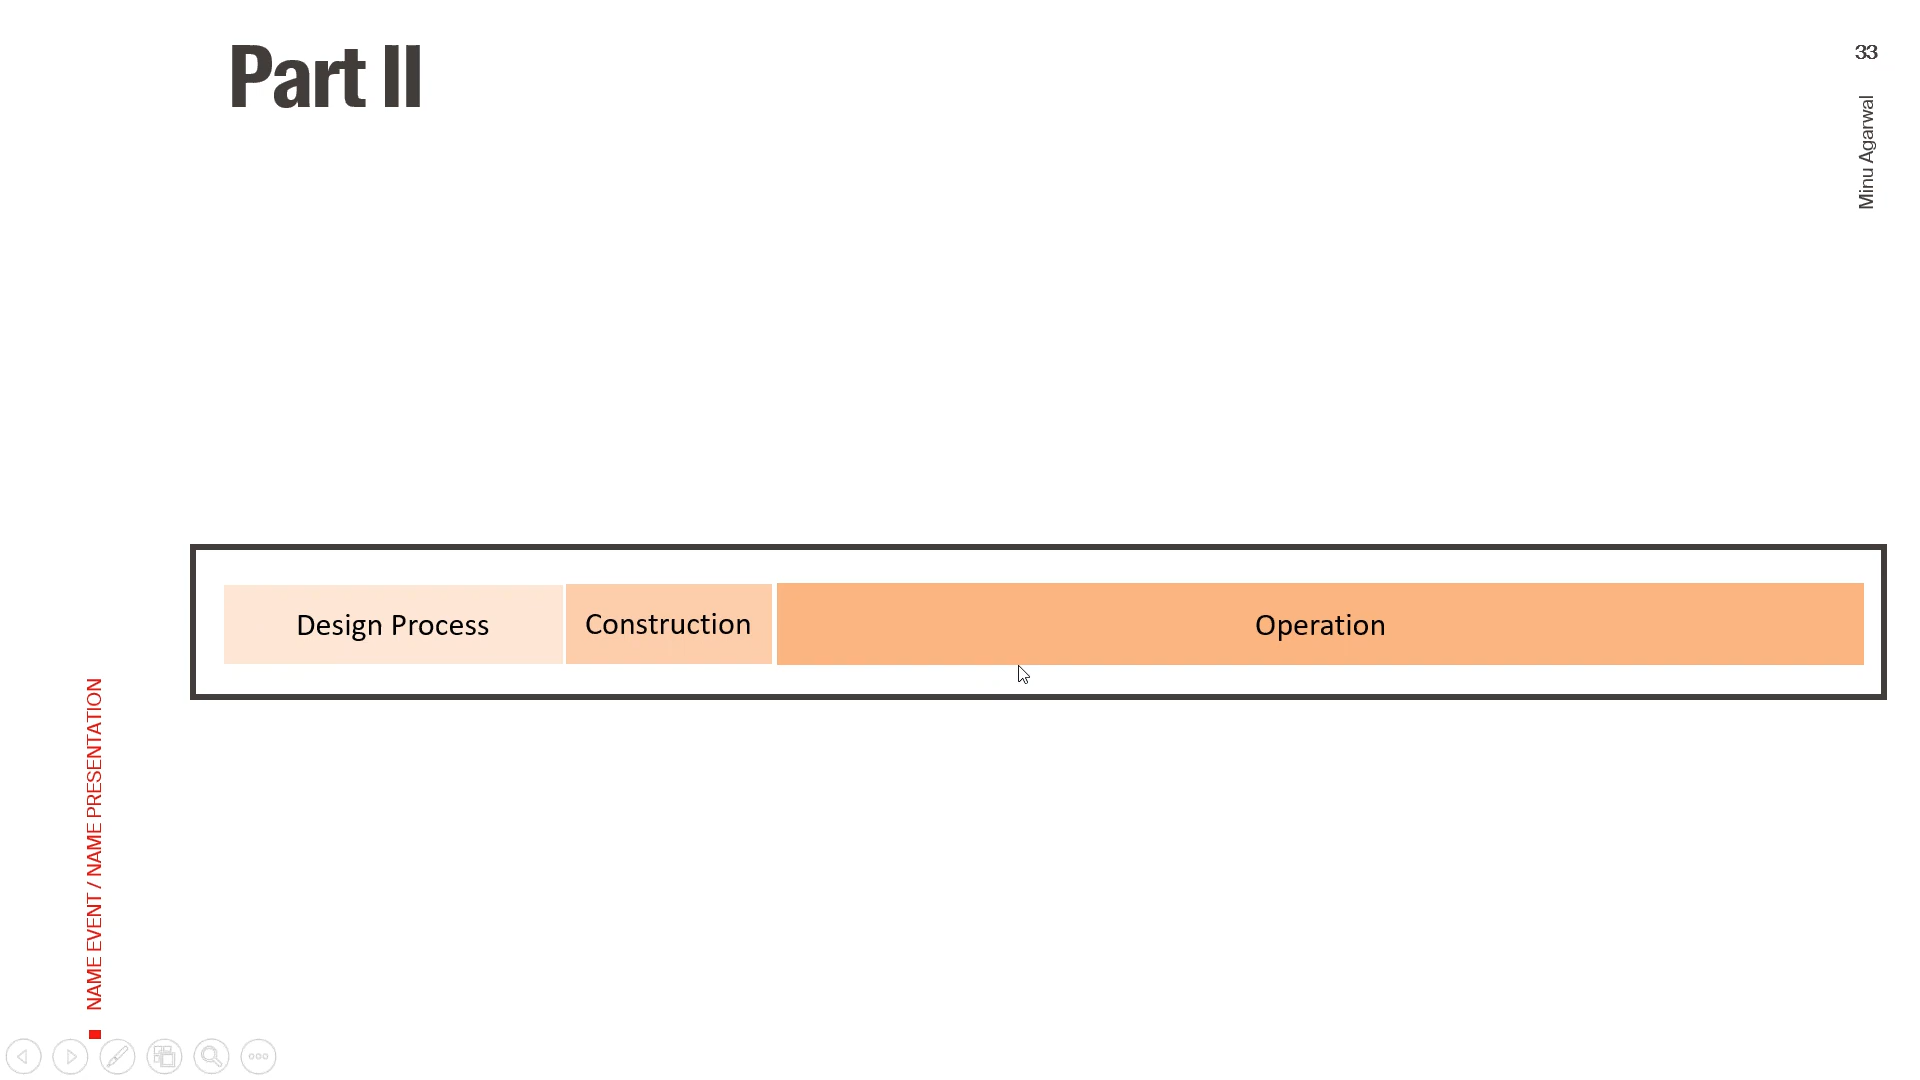 Part II
33
Minu Agarwal
Design Process
Construction
Operation
NAME EVENT / NAME PRESENTATION